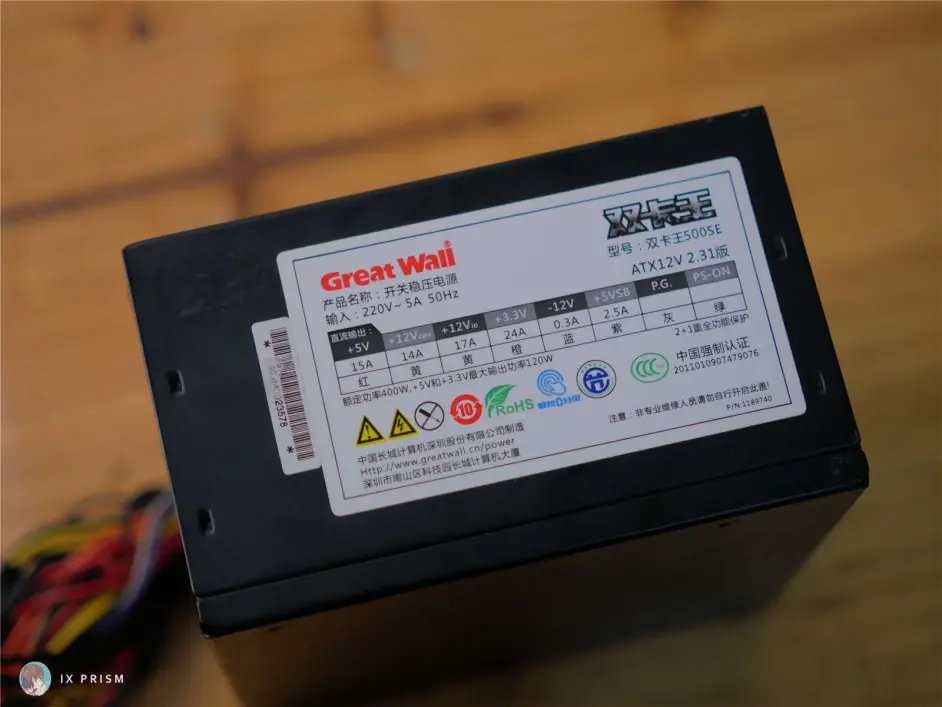 双卡王
型号：双卡王500SE
ATX12V 2.31版
Great Wall®
产品名称：开关稳压电源
输入：220V~ 5A 50Hz
直流输出： +5V +12Vcpu +12Vio +3.3V -12V +5VSB P.G. PS-ON
15A 14A 17A 24A 0.3A 2.5A
红 黄 黄 橙 蓝 紫 灰 绿
额定功率400W,+5V和+3.3V最大输出功率120W
2+1重全功能保护
10
RoHS
中国强制认证
2011010907479076
注意：非专业维修人员请勿自行开启此盖!
P/N:1189740
中国长城计算机深圳股份有限公司制造
Http://www.greatwall.cn/power
深圳市南山区科技园长城计算机大厦
23578
IX PRISM